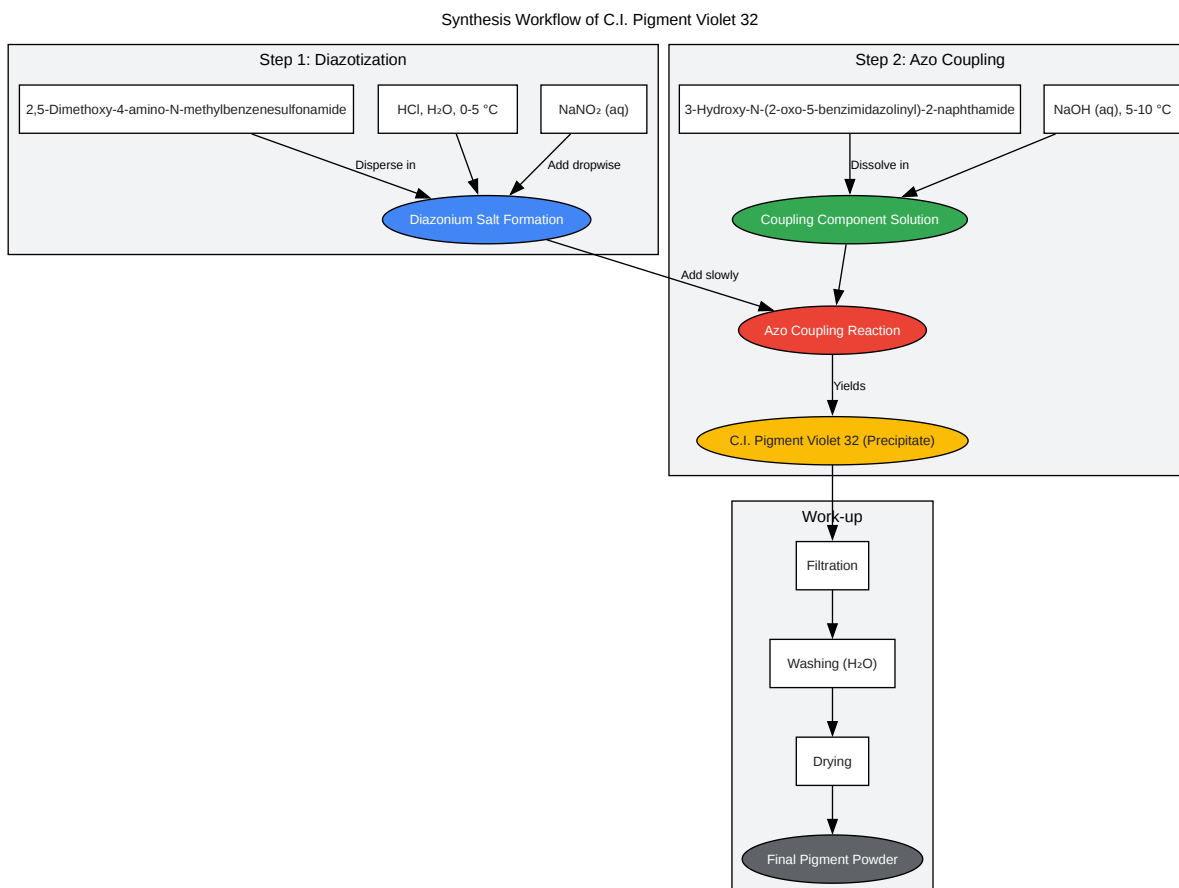 Synthesis Workflow of C.I. Pigment Violet 32
Step 1: Diazotization
2,5-Dimethoxy-4-amino-N-methylbenzenesulfonamide
HCl, H₂O, 0-5 °C
NaNO₂ (aq)
Disperse in
Add dropwise
Diazonium Salt Formation
Step 2: Azo Coupling
3-Hydroxy-N-(2-oxo-5-benzimidazolinyl)-2-naphthamide
NaOH (aq), 5-10 °C
Dissolve in
Coupling Component Solution
Add slowly
Azo Coupling Reaction
Yields
C.I. Pigment Violet 32 (Precipitate)
Work-up
Filtration
Washing (H₂O)
Drying
Final Pigment Powder